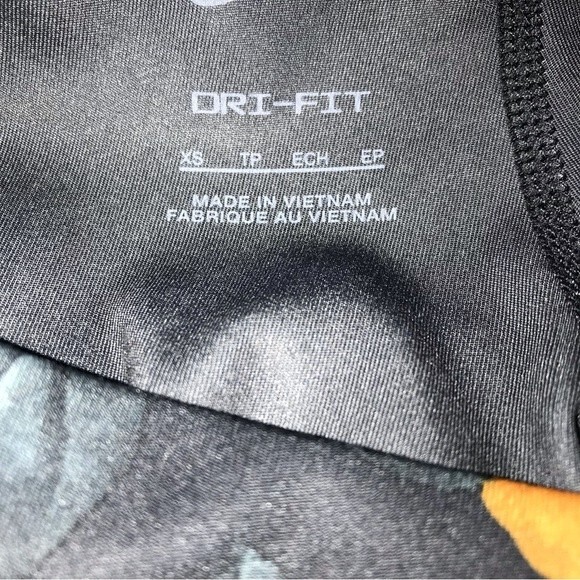 DRI-FIT
XS TP ECH EP
MADE IN VIETNAM
FABRIQUE AU VIETNAM